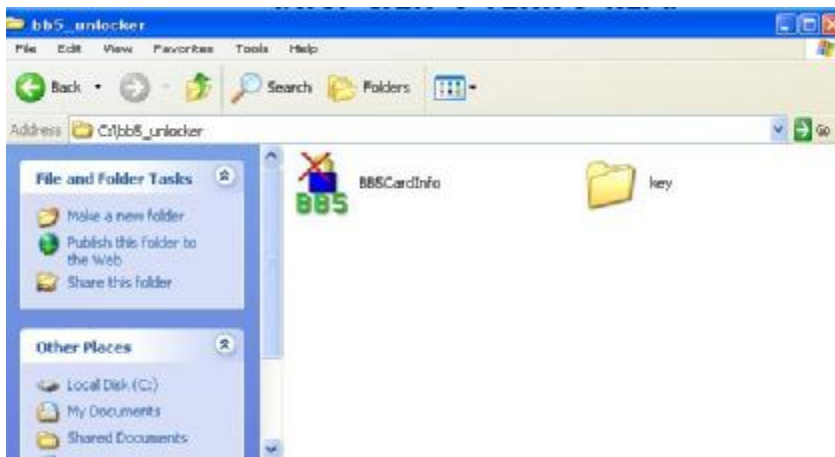 bb5_unlocker
File Edit View Favorites Tools Help
Back Search Folders
Address C:\bb5_unlocker Go
File and Folder Tasks
Make a new folder
Publish this folder to
the Web
Share this folder
Other Places
Local Disk (C:)
My Documents
Shared Documents
BB5
BB5CardInfo
key